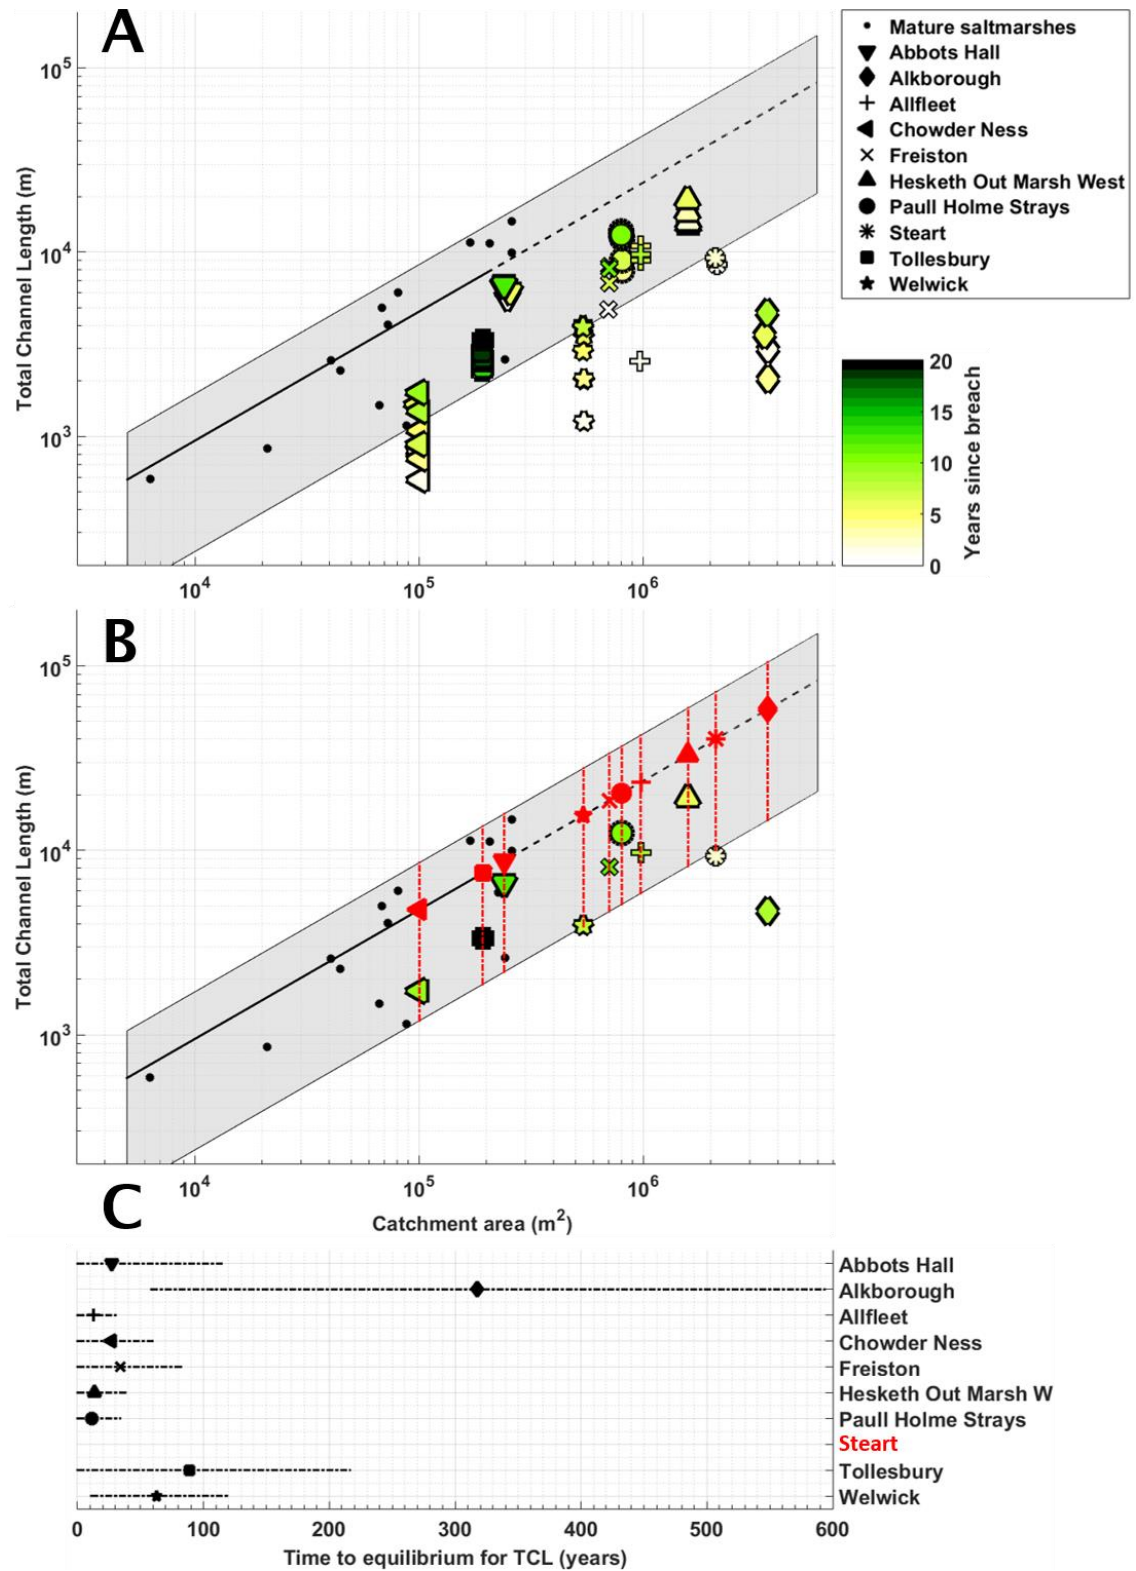 A
Total Channel Length (m)
10^5
10^4
10^3
10^4
10^5
10^6
Mature saltmarshes
Abbots Hall
Alkborough
Allfleet
Chowder Ness
Freiston
Hesketh Out Marsh West
Paull Holme Strays
Steart
Tollesbury
Welwick
20
15
10
5
0
Years since breach
B
Total Channel Length (m)
10^5
10^4
10^3
10^4
10^5
10^6
Catchment area (m^2)
C
Abbots Hall
Alkborough
Allfleet
Chowder Ness
Freiston
Hesketh Out Marsh W
Paull Holme Strays
Steart
Tollesbury
Welwick
0 100 200 300 400 500 600
Time to equilibrium for TCL (years)